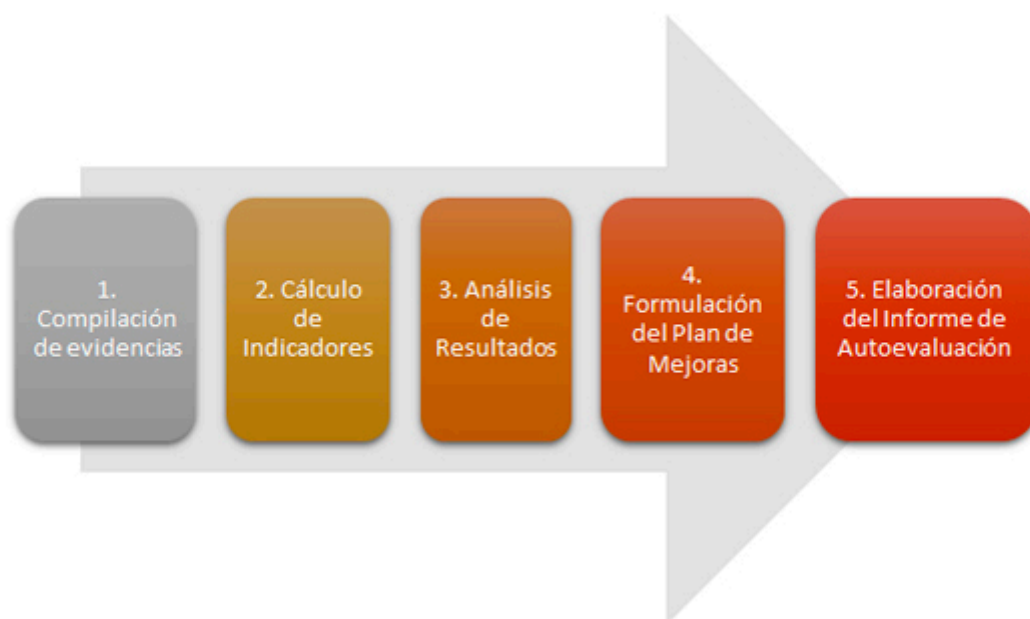 1.
Compilación
de evidencias
2. Cálculo
de
Indicadores
3. Análisis
de
Resultados
4.
Formulación
del Plan de
Mejoras
5. Elaboración
del Informe de
Autoevaluación